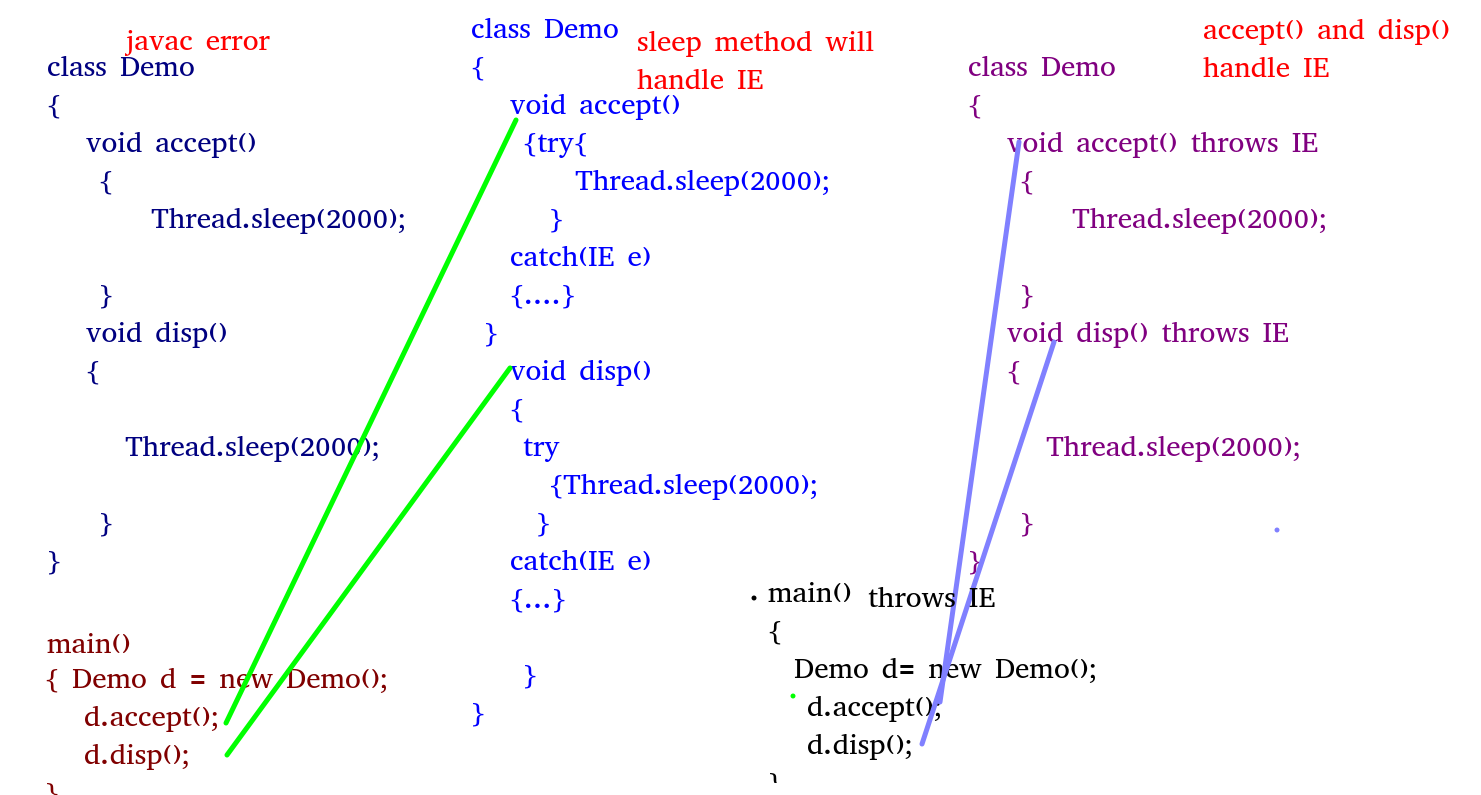 javac error
class Demo
{
void accept()
{
Thread.sleep(2000);
}
void disp()
{
Thread.sleep(2000);
}
}
main()
{ Demo d = new Demo();
d.accept();
d.disp();
}
class Demo
{
sleep method will
handle IE
void accept()
{try{
Thread.sleep(2000);
}
catch(IE e)
{....}
}
void disp()
{
try
{Thread.sleep(2000);
}
catch(IE e)
{...}
}
}
accept() and disp()
handle IE
class Demo
{
void accept() throws IE
{
Thread.sleep(2000);
}
void disp() throws IE
{
Thread.sleep(2000);
}
}
main() throws IE
{
Demo d= new Demo();
d.accept();
d.disp();
}